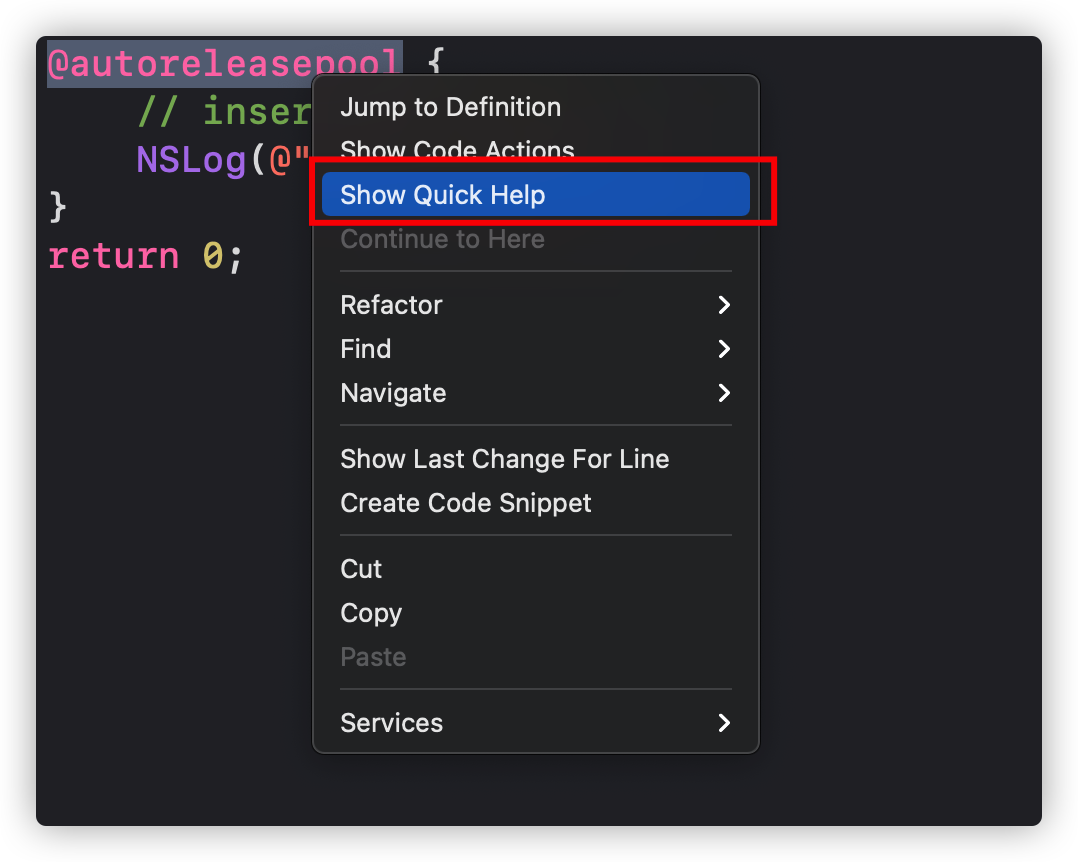 @autoreleasepool {
// inser
NSLog(@"
}
return 0;
Jump to Definition
Show Code Actions
Show Quick Help
Continue to Here
Refactor
Find
Navigate
Show Last Change For Line
Create Code Snippet
Cut
Copy
Paste
Services